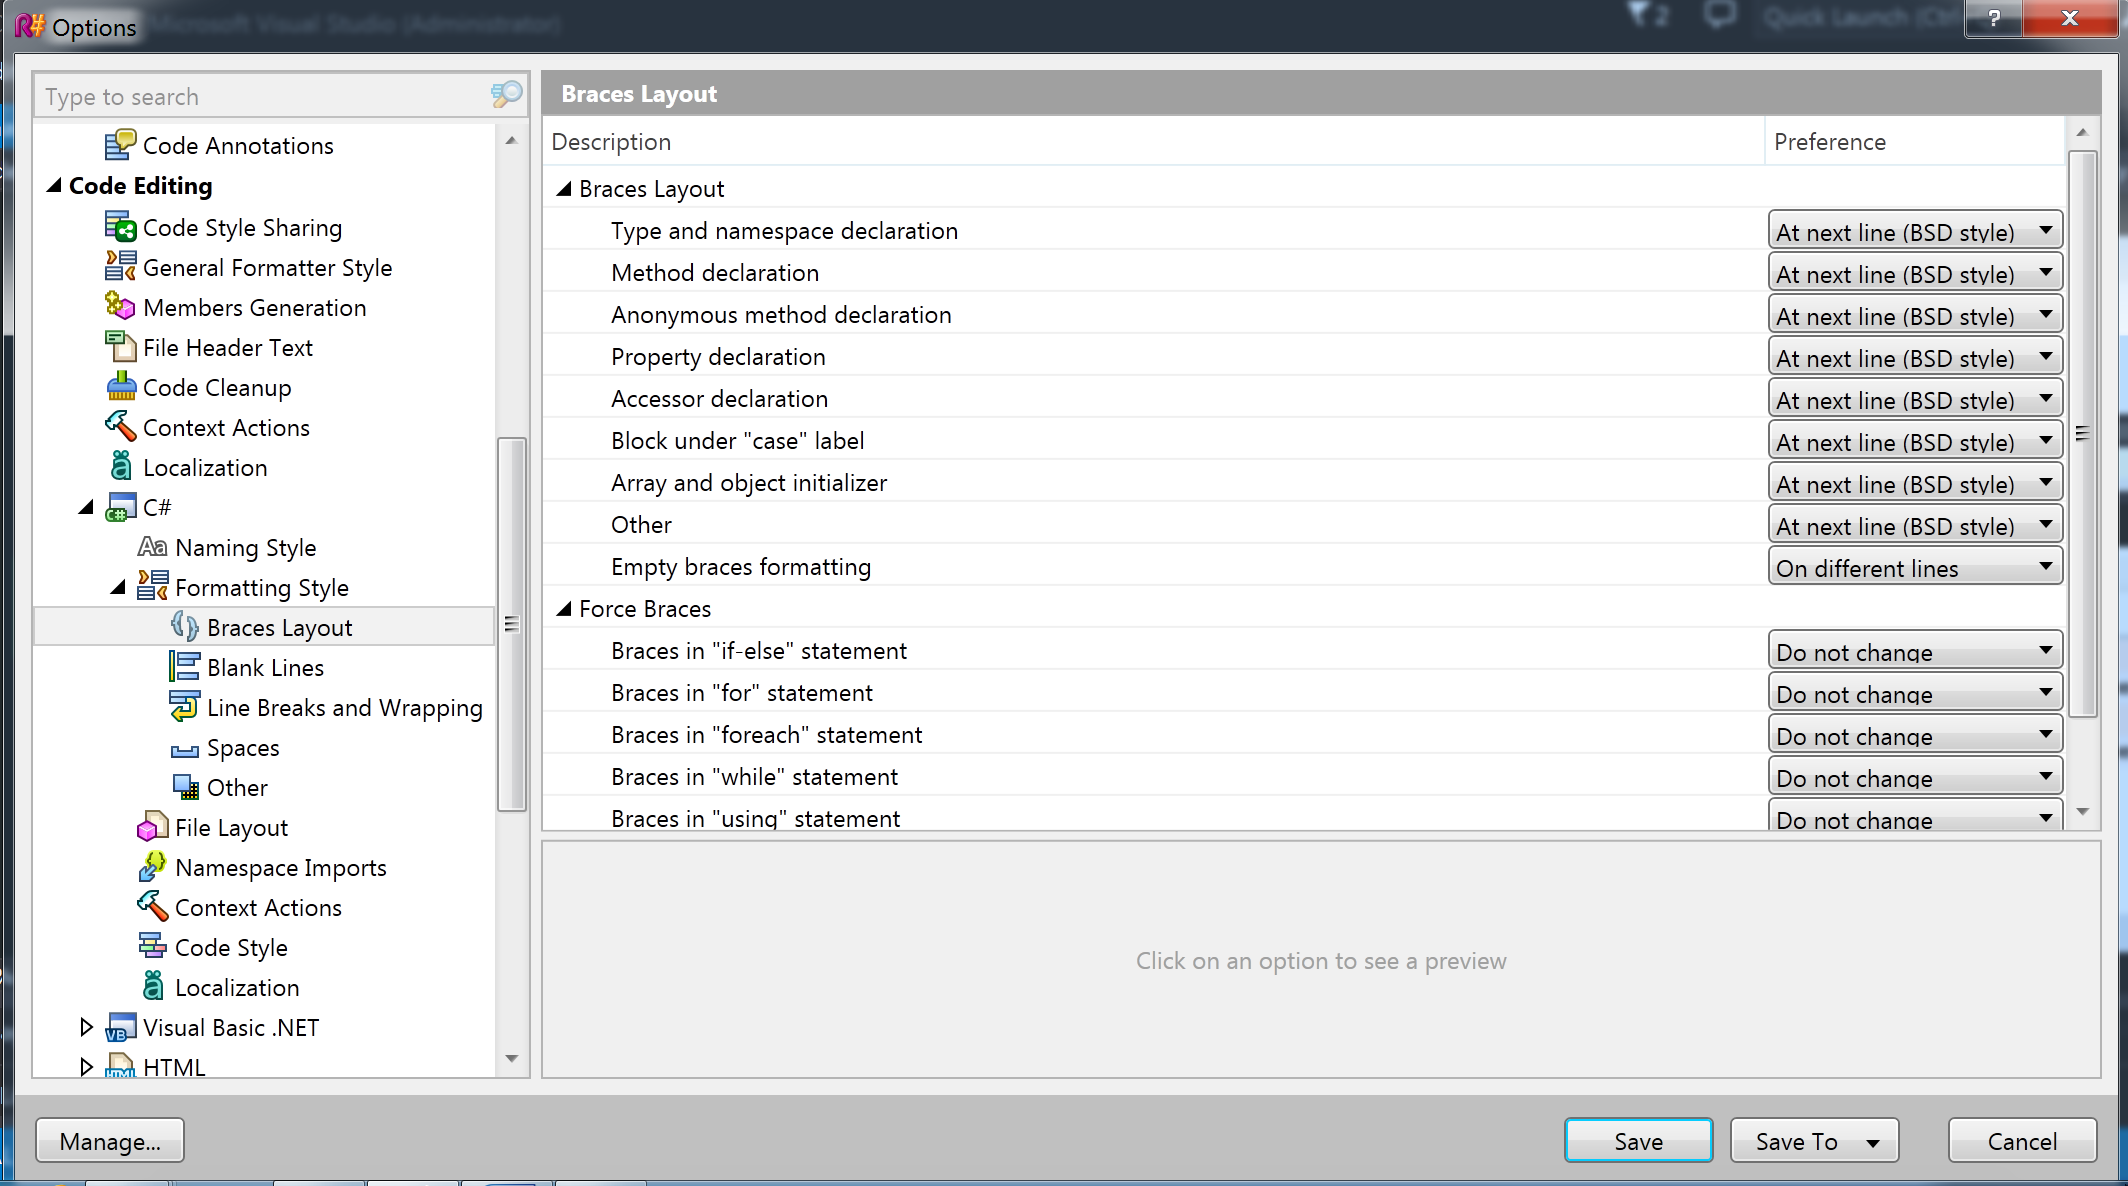 R# Options
Microsoft Visual Studio (Administrator)
2
Quick Launch (Ctrl
?
Type to search
Code Annotations
Code Editing
Code Style Sharing
General Formatter Style
Members Generation
File Header Text
Code Cleanup
Context Actions
Localization
C#
Naming Style
Formatting Style
Braces Layout
Blank Lines
Line Breaks and Wrapping
Spaces
Other
File Layout
Namespace Imports
Context Actions
Code Style
Localization
Visual Basic .NET
HTML
Braces Layout
Description Preference
Braces Layout
Type and namespace declaration At next line (BSD style)
Method declaration At next line (BSD style)
Anonymous method declaration At next line (BSD style)
Property declaration At next line (BSD style)
Accessor declaration At next line (BSD style)
Block under "case" label At next line (BSD style)
Array and object initializer At next line (BSD style)
Other At next line (BSD style)
Empty braces formatting On different lines
Force Braces
Braces in "if-else" statement Do not change
Braces in "for" statement Do not change
Braces in "foreach" statement Do not change
Braces in "while" statement Do not change
Braces in "using" statement Do not change
Click on an option to see a preview
Manage...
Save
Save To
Cancel